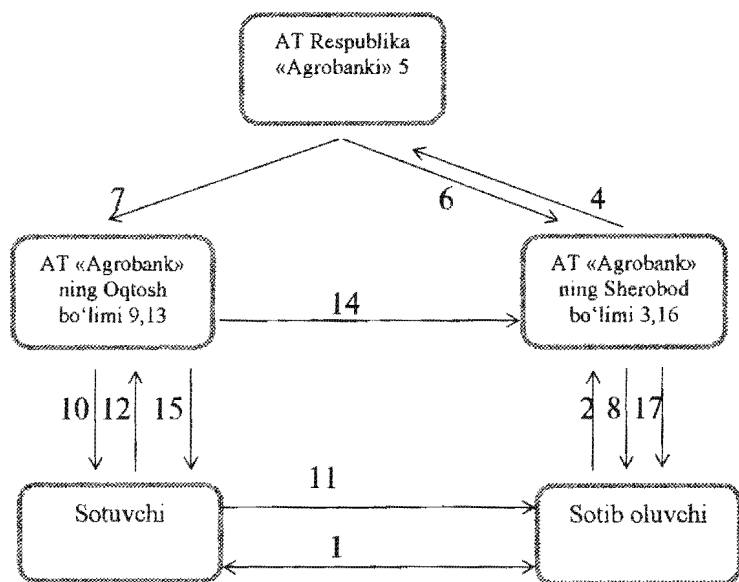 AT Respublika
«Agrobanki» 5
7
6
4
AT «Agrobank»
ning Oqtosh
bo‘limi 9,13
14
AT «Agrobank»
ning Sherobod
bo‘limi 3,16
10
12
15
2
8
17
Sotuvchi
11
1
Sotib oluvchi